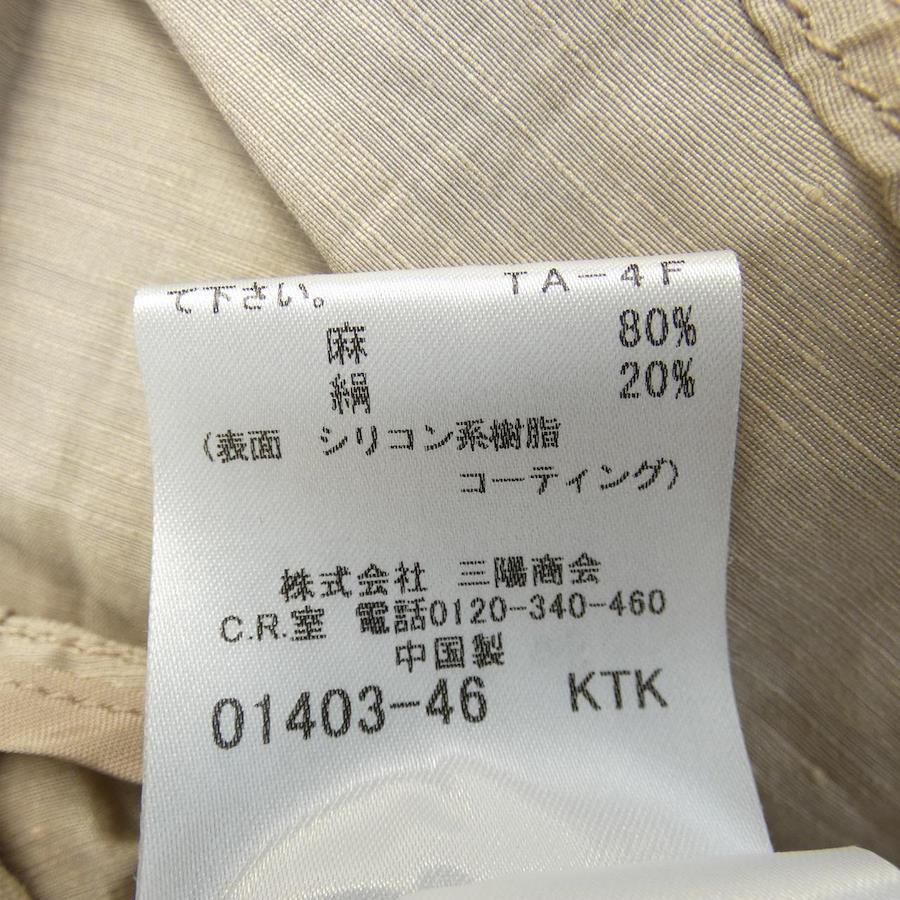 て下さい。 TA-4F
麻 80%
絹 20%
(表面 シリコン系樹脂
コーティング)
株式会社 三陽商会
C.R.室 電話0120-340-460
中国製
01403-46 KTK